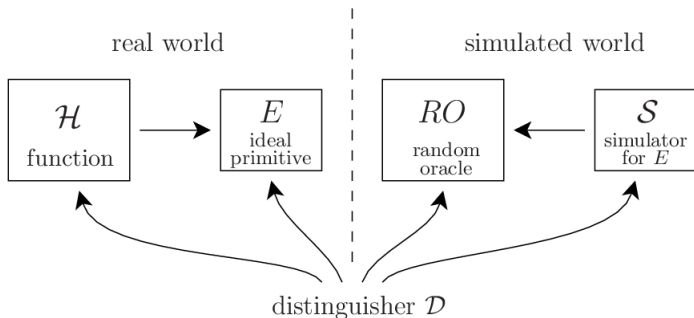 real world
simulated world
ℋ
function
E
ideal
primitive
RO
random
oracle
𝒮
simulator
for E
distinguisher 𝒟